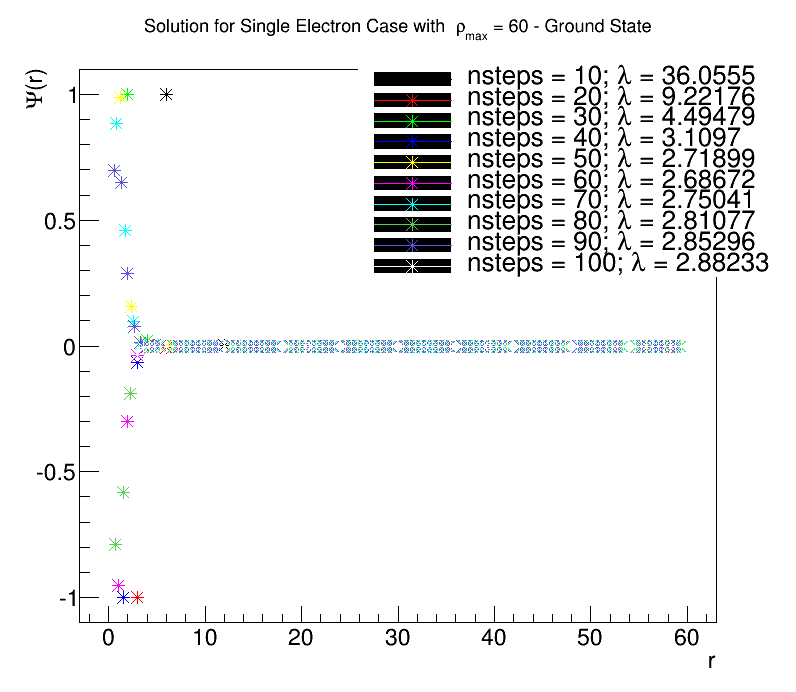 Solution for Single Electron Case with ρmax = 60 - Ground State
Ψ(r)
nsteps = 10; λ = 36.0555
nsteps = 20; λ = 9.22176
nsteps = 30; λ = 4.49479
nsteps = 40; λ = 3.1097
nsteps = 50; λ = 2.71899
nsteps = 60; λ = 2.68672
nsteps = 70; λ = 2.75041
nsteps = 80; λ = 2.81077
nsteps = 90; λ = 2.85296
nsteps = 100; λ = 2.88233
1
0.5
0
-0.5
-1
0 10 20 30 40 50 60
r